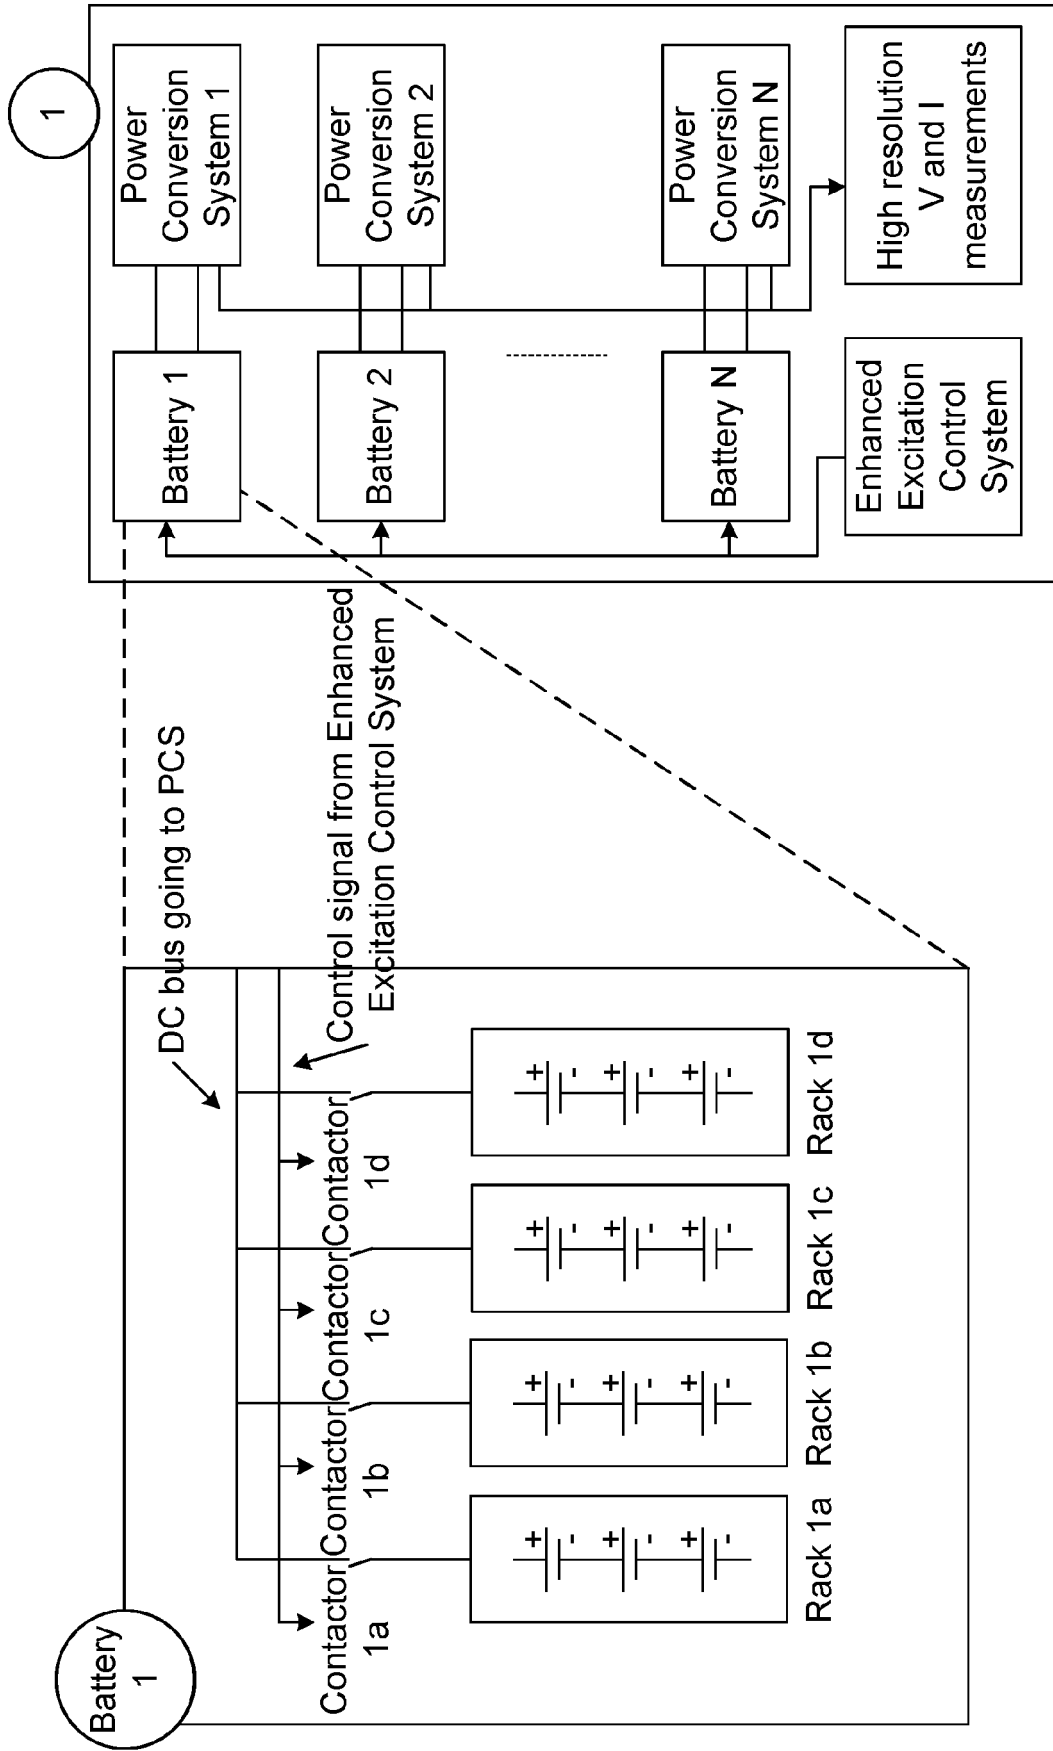 1
Power
Conversion
System 1
Power
Conversion
System 2
Power
Conversion
System N
High resolution
V and I
measurements
Battery 1
Battery 2
Battery N
Enhanced
Excitation
Control
System
Battery
1
DC bus going to PCS
Control signal from Enhanced
Excitation Control System
Contactor
1a
Contactor
1b
Contactor
1c
Contactor
1d
+
-
+
-
+
-
+
-
+
-
+
-
+
-
+
-
+
-
+
-
+
-
+
-
Rack 1a
Rack 1b
Rack 1c
Rack 1d